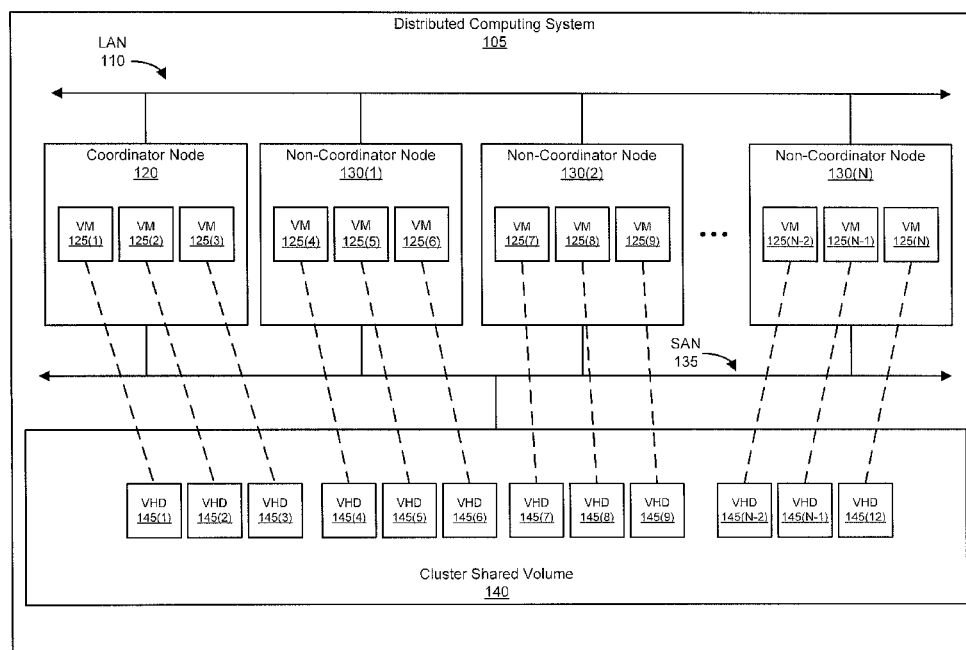 Distributed Computing System
105
LAN
110
Coordinator Node
120
Non-Coordinator Node
130(1)
Non-Coordinator Node
130(2)
Non-Coordinator Node
130(N)
VM
125(1)
VM
125(2)
VM
125(3)
VM
125(4)
VM
125(5)
VM
125(6)
VM
125(7)
VM
125(8)
VM
125(9)
...
VM
125(N-2)
VM
125(N-1)
VM
125(N)
SAN
135
VHD
145(1)
VHD
145(2)
VHD
145(3)
VHD
145(4)
VHD
145(5)
VHD
145(6)
VHD
145(7)
VHD
145(8)
VHD
145(9)
VHD
145(N-2)
VHD
145(N-1)
VHD
145(12)
Cluster Shared Volume
140